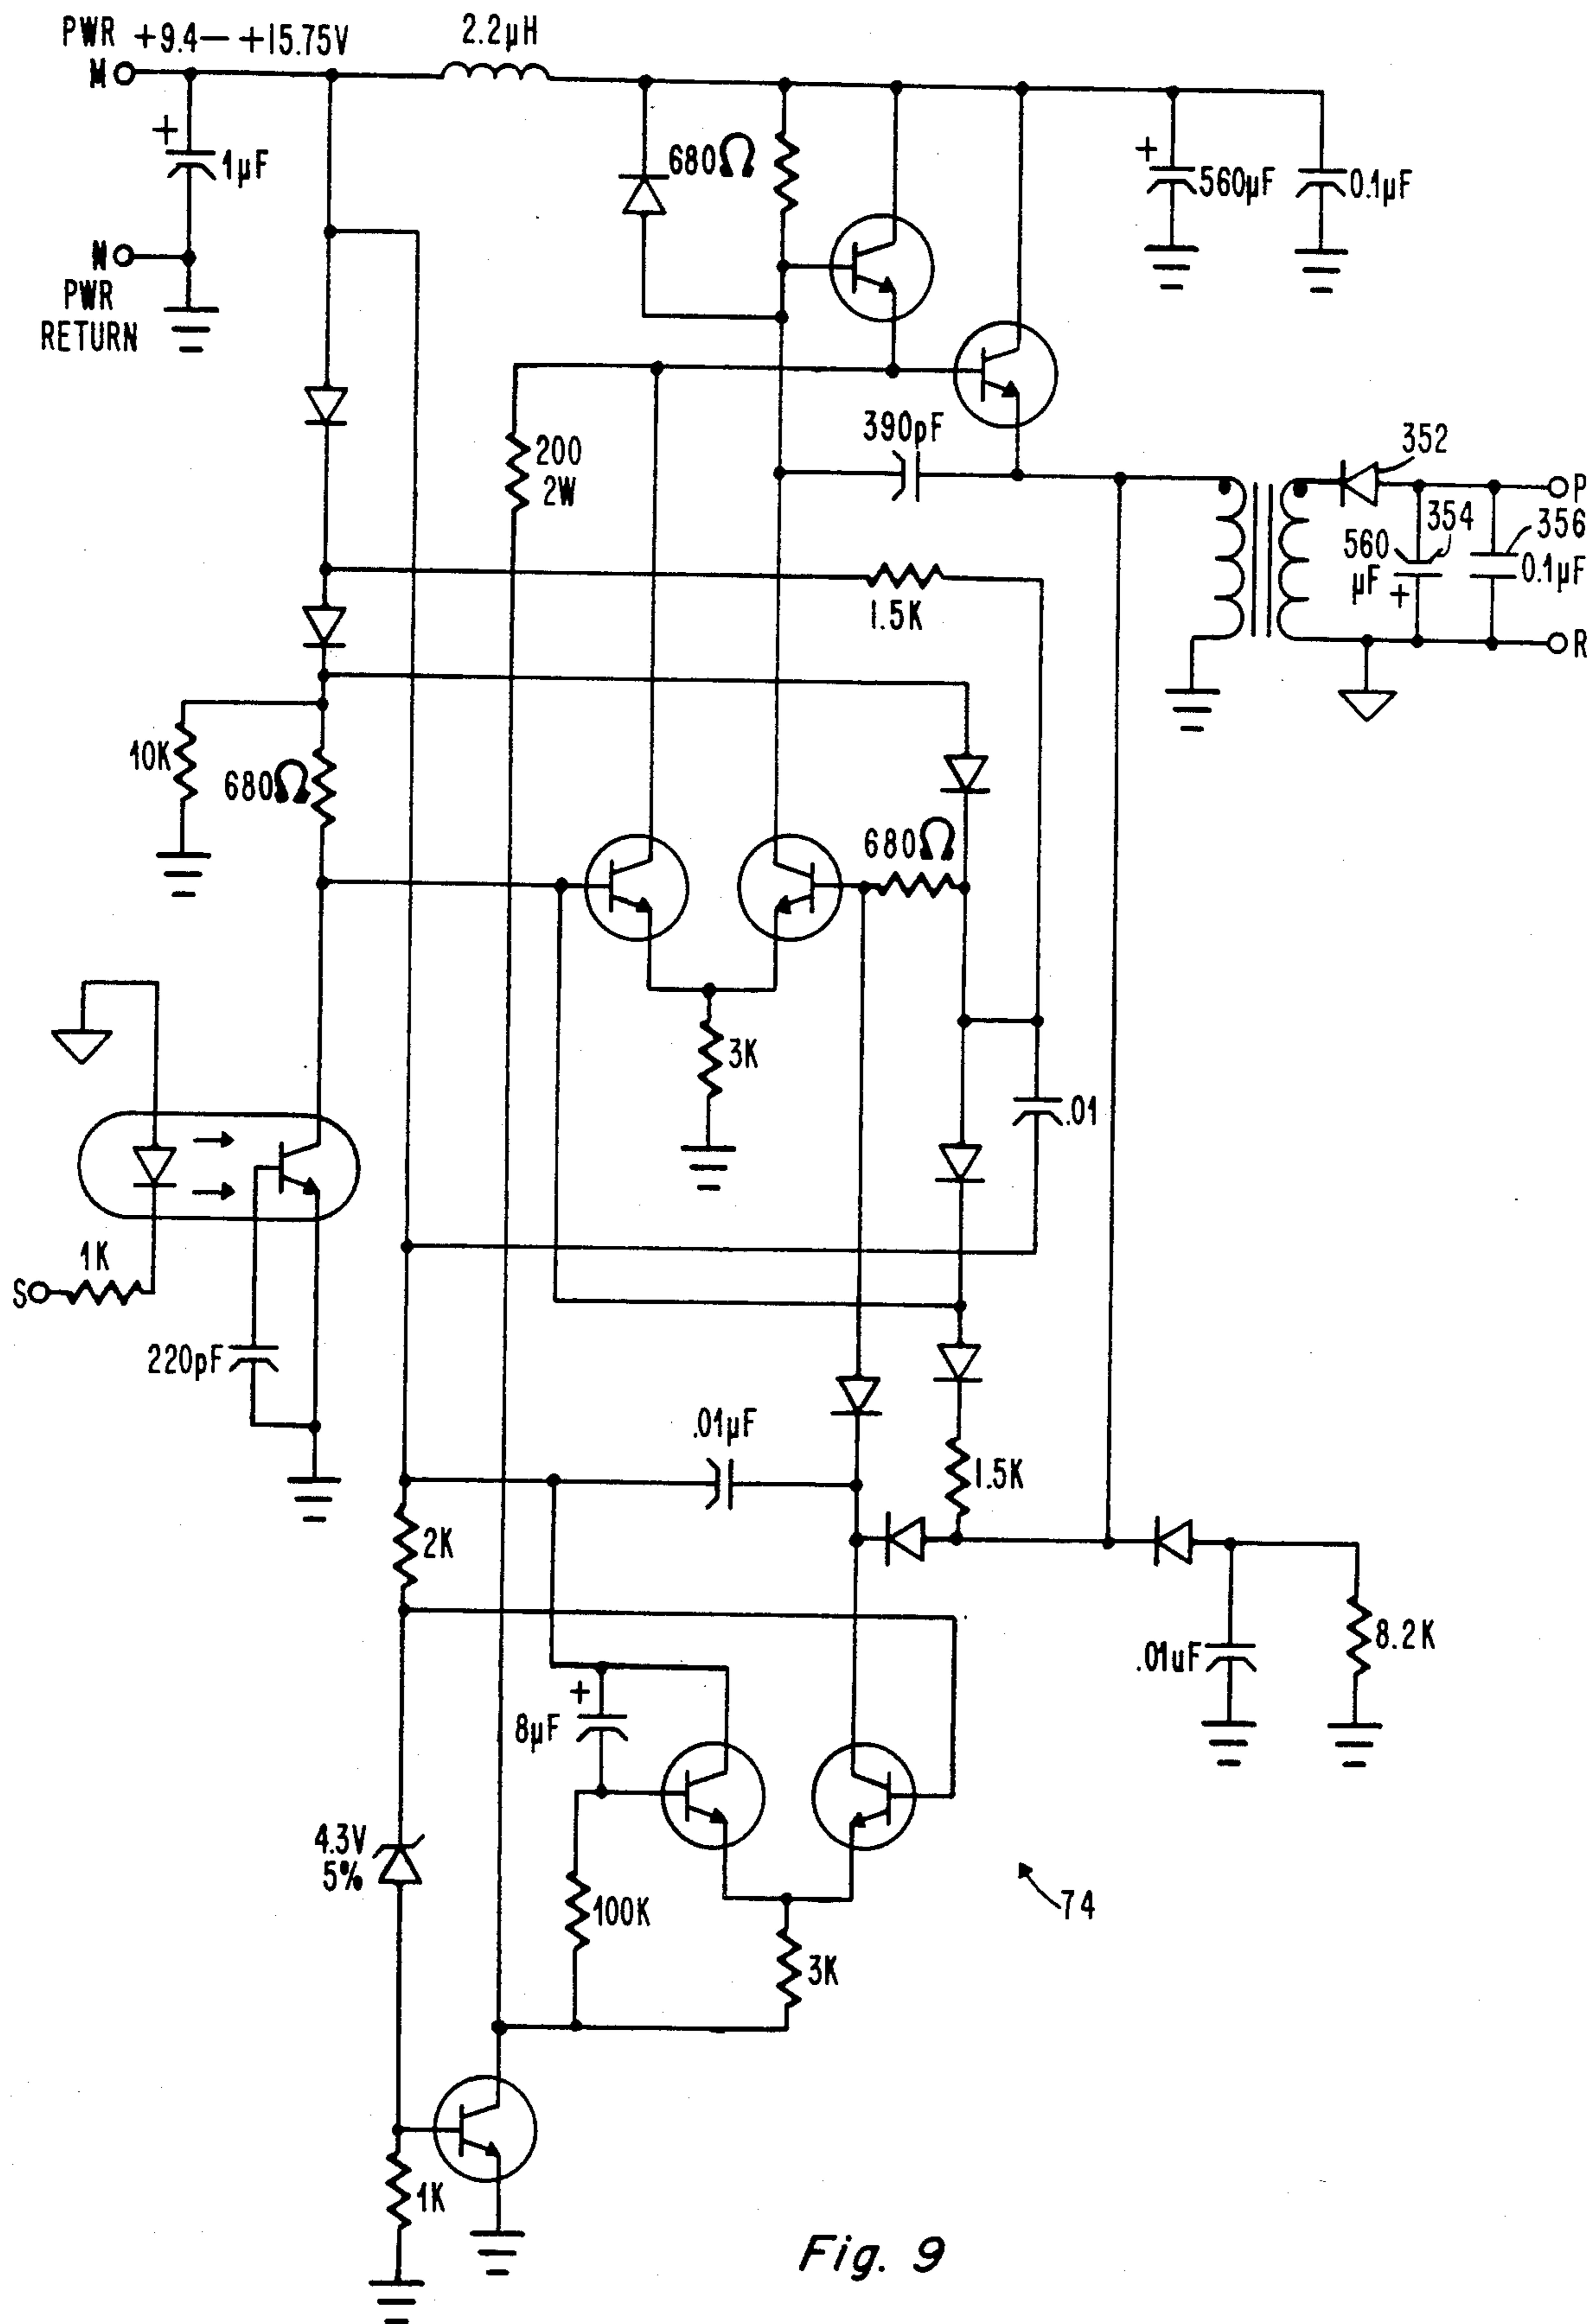 PWR +9.4— +15.75V
2.2µH
M
+
1µF
680Ω
+
560µF
0.1µF
N
PWR
RETURN
390pF
352
200
2W
P
354
356
560
µF
+
0.1µF
1.5K
R
10K
680Ω
680Ω
3K
.01
1K
S
220pF
.01µF
1.5K
2K
8.2K
.01uF
+
8µF
4.3V
5%
100K
74
3K
1K
Fig. 9